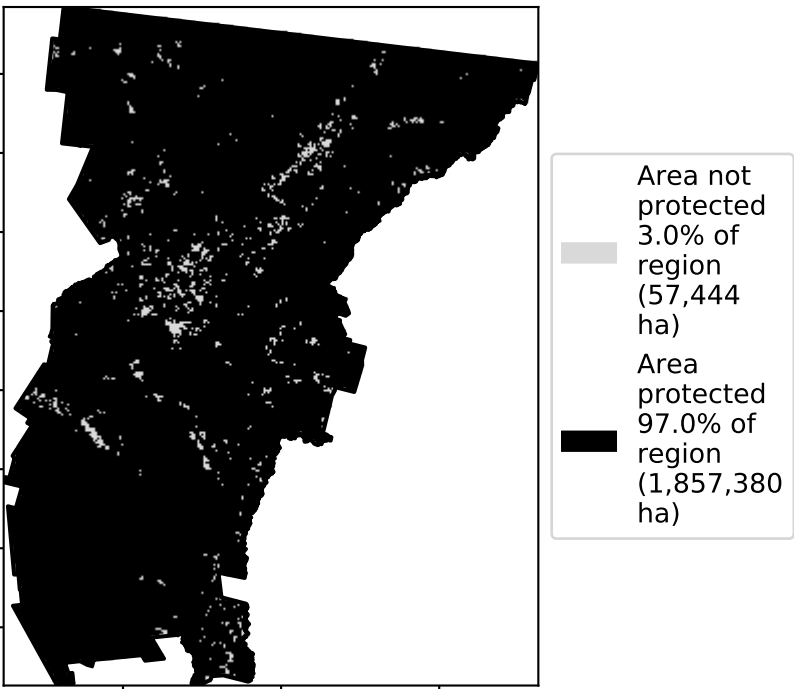 Area not
protected
3.0% of
region
(57,444
ha)
Area
protected
97.0% of
region
(1,857,380
ha)